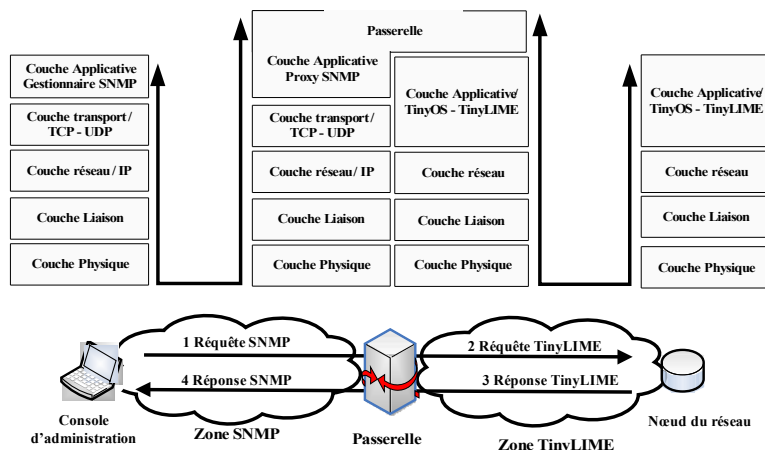 Passerelle
Couche Applicative
Gestionnaire SNMP
Couche transport /
TCP - UDP
Couche réseau / IP
Couche Liaison
Couche Physique
Couche Applicative
Proxy SNMP
Couche transport /
TCP - UDP
Couche réseau / IP
Couche Liaison
Couche Physique
Couche Applicative/
TinyOS - TinyLIME
Couche réseau
Couche Liaison
Couche Physique
Couche Applicative/
TinyOS - TinyLIME
Couche réseau
Couche Liaison
Couche Physique
1 Réquête SNMP
2 Réquête TinyLIME
4 Réponse SNMP
3 Réponse TinyLIME
Console
d'administration
Zone SNMP
Passerelle
Zone TinyLIME
Nœud du réseau